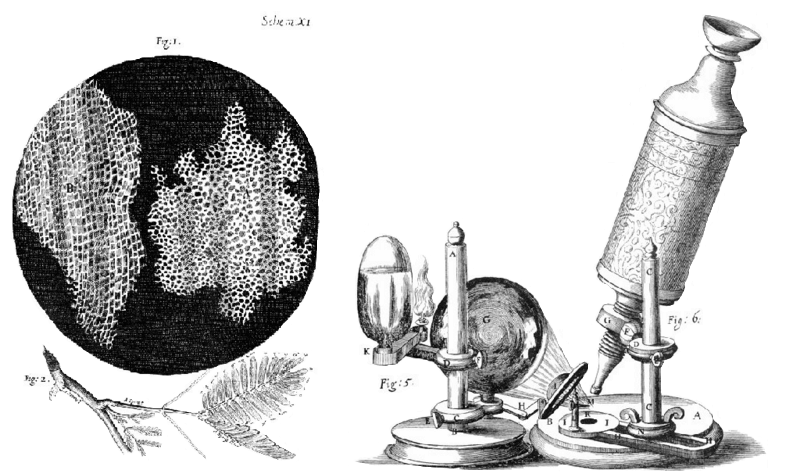 Schem XI
Fig: 1.
B
A
Fig: 2.
A
K
D
G
Fig: 5.
E
C
B
H
C
G
E
D
Fig: 6.
M
K
B
I
I
C
N
A
H